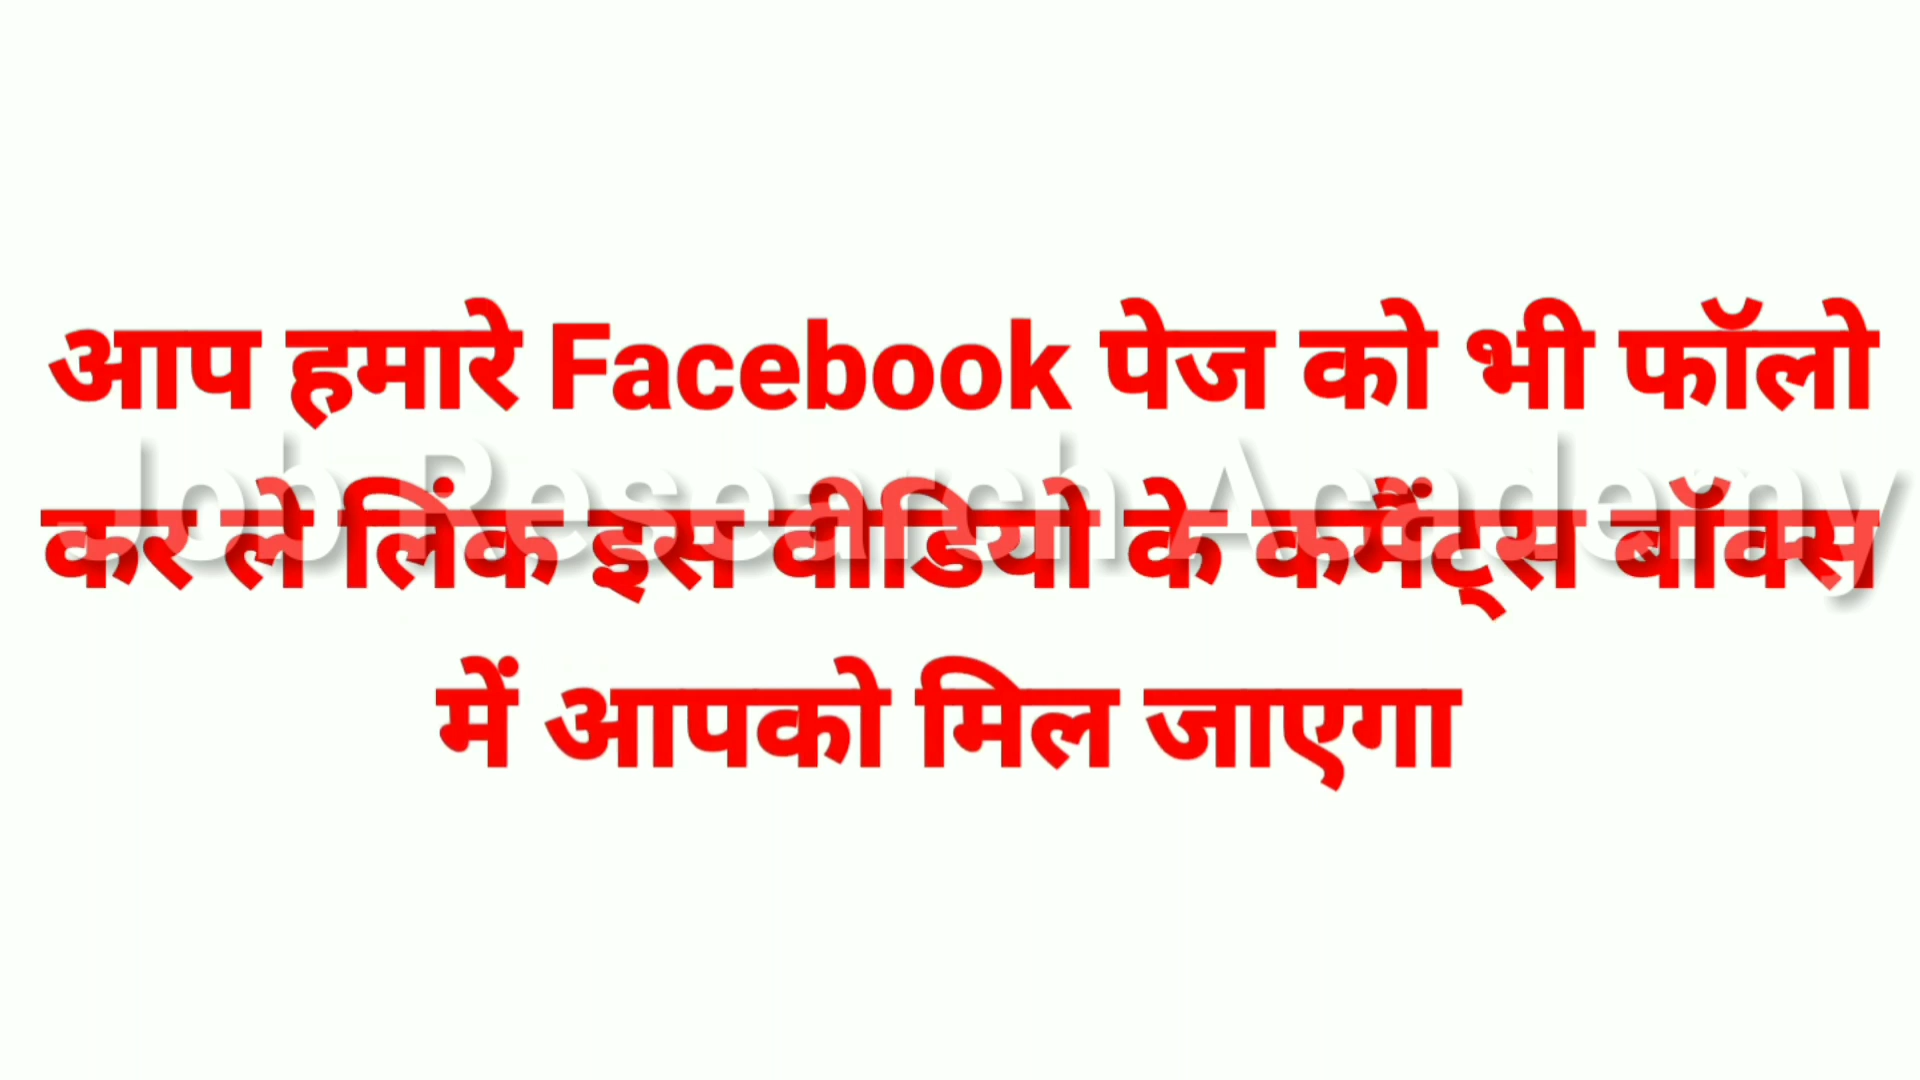 आप हमारे Facebook पेज को भी फॉलो
Job Research Academy
कर ले लिंक इस वीडियो के कमैंट्स बॉक्स
में आपको मिल जाएगा